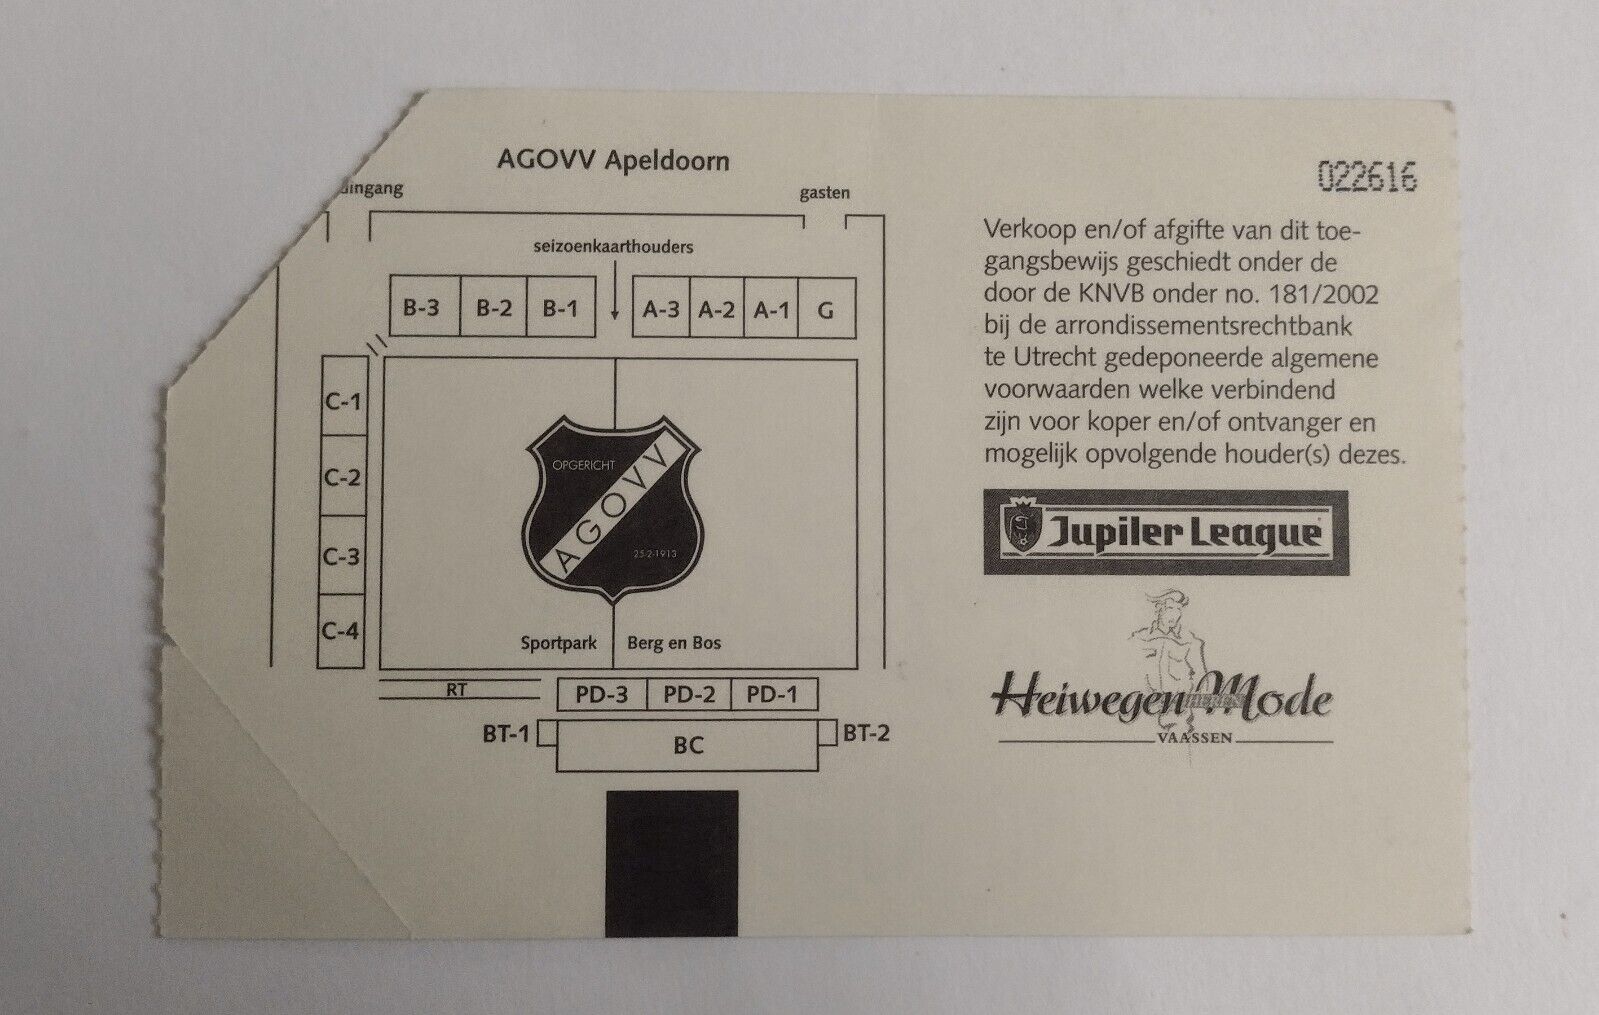 AGOVV Apeldoorn
gasten
seizoenkaarthouders
B-3 B-2 B-1 A-3 A-2 A-1 G
C-1
C-2
C-3
C-4
OPGERICHT
AGOVV
25-2-1913
Sportpark Berg en Bos
RT
PD-3 PD-2 PD-1
BT-1 BC BT-2
022616
Verkoop en/of afgifte van dit toe-
gangsbewijs geschiedt onder de
door de KNVB onder no. 181/2002
bij de arrondissementsrechtbank
te Utrecht gedeponeerde algemene
voorwaarden welke verbindend
zijn voor koper en/of ontvanger en
mogelijk opvolgende houder(s) dezes.
Jupiler League
Heiwegen Mode
VAASSEN